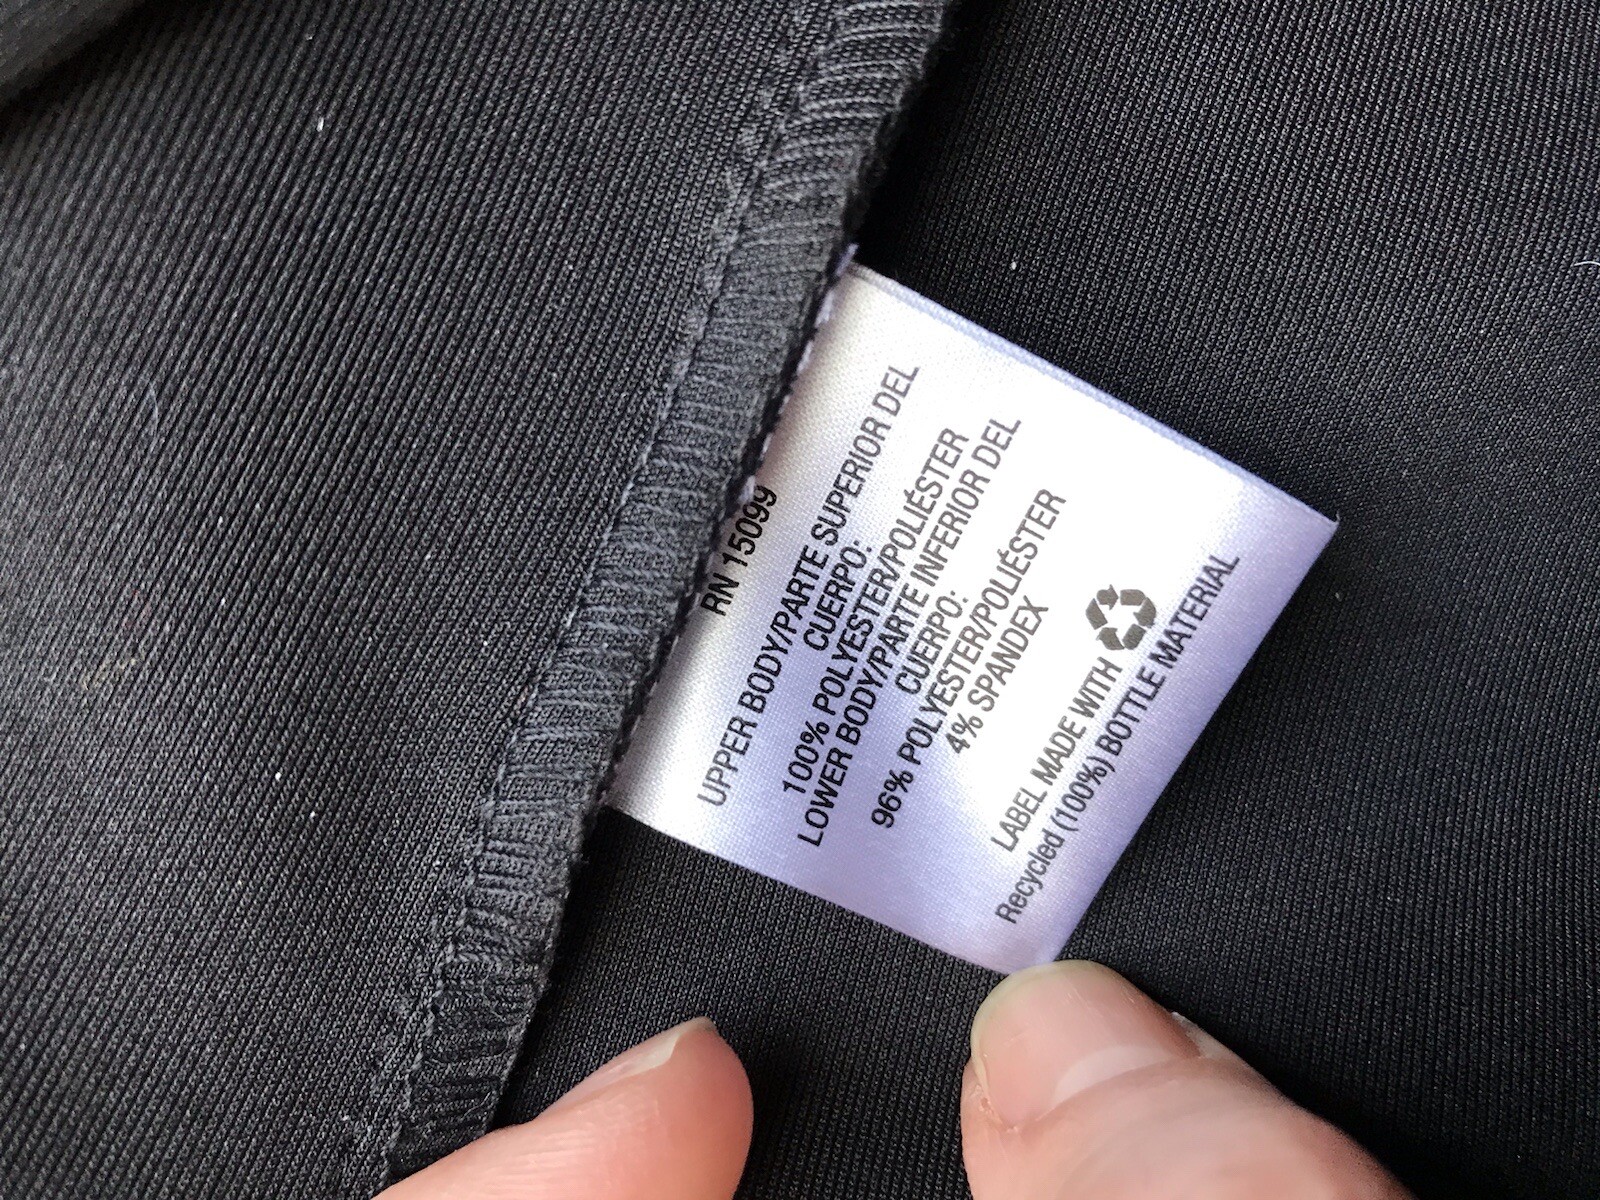 RN 15099
UPPER BODY/PARTE SUPERIOR DEL
CUERPO:
100% POLYESTER/POLIÉSTER
LOWER BODY/PARTE INFERIOR DEL
CUERPO:
96% POLYESTER/POLIÉSTER
4% SPANDEX
LABEL MADE WITH
Recycled (100%) BOTTLE MATERIAL